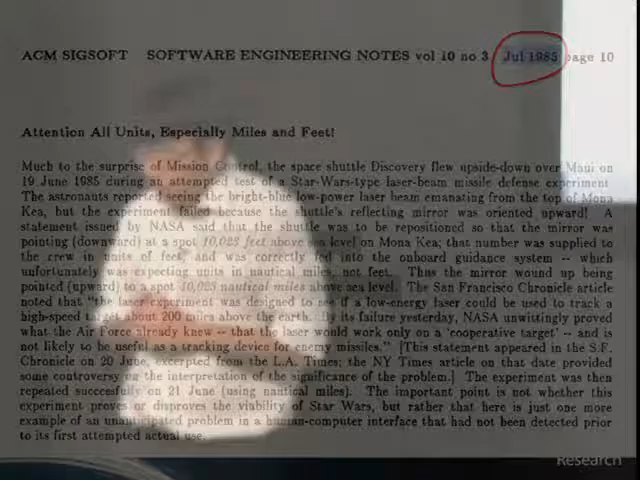 ACM SIGSOFT SOFTWARE ENGINEERING NOTES vol 10 no 3 Jul 1985 page 10
Attention All Units, Especially Miles and Feet!
Much to the surprise of Mission Control, the space shuttle Discovery flew upside-down over Maui on
19 June 1985 during an attempted test of a Star-Wars-type laser-beam missile defense experiment.
The astronauts reported seeing the bright-blue low-power laser beam emanating from the top of Mona
Kea, but the experiment failed because the shuttle's reflecting mirror was oriented upward! A
statement issued by NASA said that the shuttle was to be repositioned so that the mirror was
pointing (downward) at a spot 10,023 feet above sea level on Mona Kea; that number was supplied to
the crew in units of feet, and was correctly fed into the onboard guidance system -- which
unfortunately was expecting units in nautical miles, not feet. Thus the mirror wound up being
pointed (upward) to a spot 10,023 nautical miles above sea level. The San Francisco Chronicle article
noted that "the laser experiment was designed to see if a low-energy laser could be used to track a
high-speed target about 200 miles above the earth. By its failure yesterday, NASA unwittingly proved
what the Air Force already knew -- that the laser would work only on a 'cooperative target' -- and is
not likely to be useful as a tracking device for enemy missiles." [This statement appeared in the S.F.
Chronicle on 20 June, excerpted from the L.A. Times; the NY Times article on that date provided
some controversy on the interpretation of the significance of the problem.] The experiment was then
repeated successfully on 21 June (using nautical miles). The important point is not whether this
experiment proves or disproves the viability of Star Wars, but rather that here is just one more
example of an unanticipated problem in a human-computer interface that had not been detected prior
to its first attempted actual use.
Research